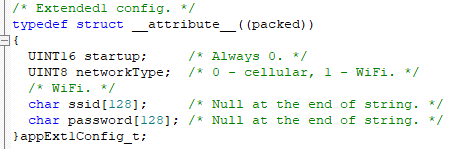 /* Extended1 config. */
typedef struct __attribute__((packed))
{
UINT16 startup; /* Always 0. */
UINT8 networkType; /* 0 - cellular, 1 - WiFi. */
/* WiFi. */
char ssid[128]; /* Null at the end of string. */
char password[128]; /* Null at the end of string. */
}appExt1Config_t;